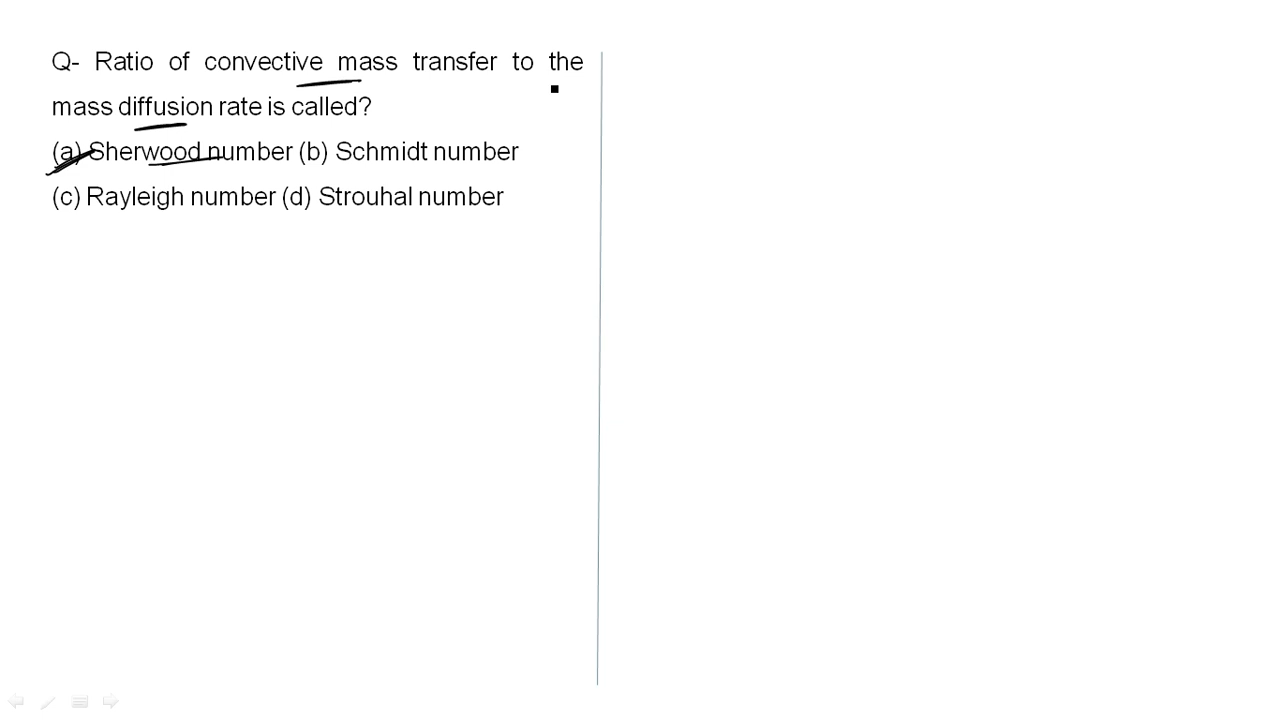 Q- Ratio of convective mass transfer to the
mass diffusion rate is called?
(a) Sherwood number (b) Schmidt number
(c) Rayleigh number (d) Strouhal number